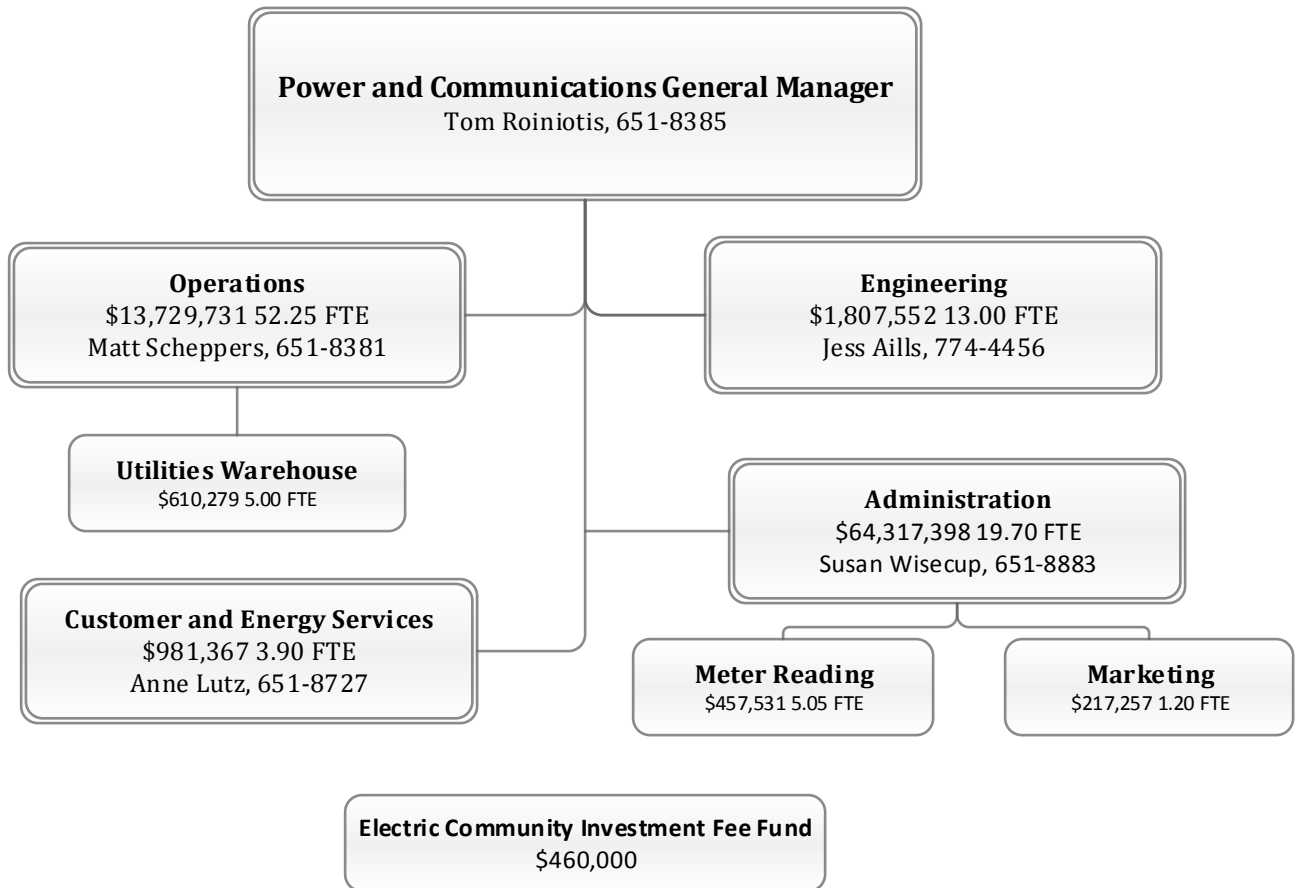 Power and Communications General Manager
Tom Roiniotis, 651-8385
Operations
$13,729,731 52.25 FTE
Matt Scheppers, 651-8381
Engineering
$1,807,552 13.00 FTE
Jess Aills, 774-4456
Utilities Warehouse
$610,279 5.00 FTE
Administration
$64,317,398 19.70 FTE
Susan Wisecup, 651-8883
Customer and Energy Services
$981,367 3.90 FTE
Anne Lutz, 651-8727
Meter Reading
$457,531 5.05 FTE
Marketing
$217,257 1.20 FTE
Electric Community Investment Fee Fund
$460,000